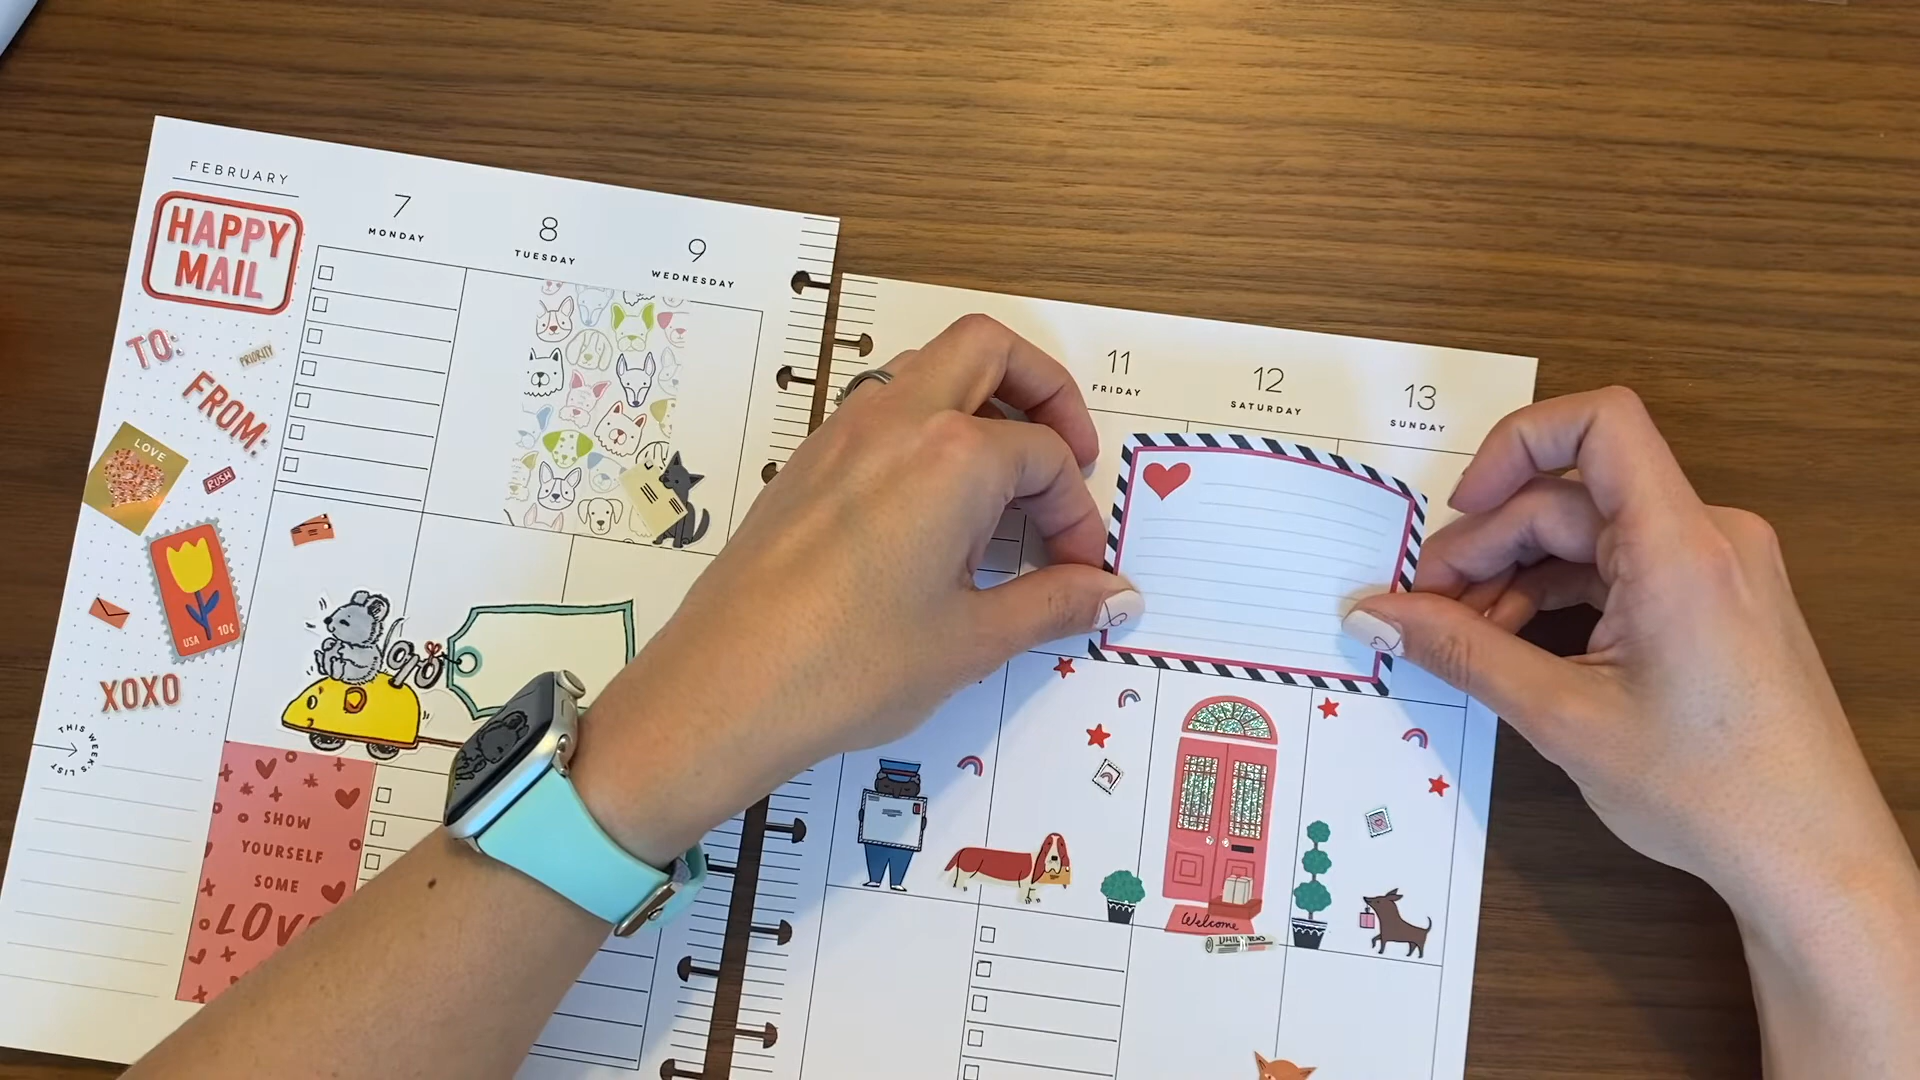 FEBRUARY
HAPPY
MAIL
TO:
PRIORITY
FROM:
LOVE
RUSH
USA 10¢
XOXO
THIS WEEK'S LIST
7
MONDAY
8
TUESDAY
9
WEDNESDAY
SHOW
YOURSELF
SOME
LOVE
11
FRIDAY
12
SATURDAY
13
SUNDAY
Welcome